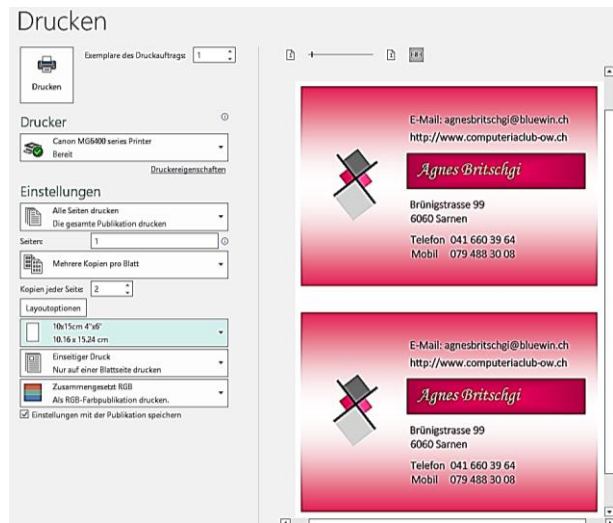 Drucken
Exemplare des Druckauftrags: 1
Drucken
Drucker
Canon MG6400 series Printer
Bereit
Druckereigenschaften
Einstellungen
Alle Seiten drucken
Die gesamte Publikation drucken
Seiten: 1
Mehrere Kopien pro Blatt
Kopien jeder Seite: 2
Layoutoptionen
10x15cm 4"x6"
10.16 x 15.24 cm
Einseitiger Druck
Nur auf einer Blattseite drucken
Zusammengesetzt RGB
Als RGB-Farbpublikation drucken.
Einstellungen mit der Publikation speichern
E-Mail: agnesbritschgi@bluewin.ch
http://www.computeriaclub-ow.ch
Agnes Britschgi
Brünigstrasse 99
6060 Sarnen
Telefon 041 660 39 64
Mobil 079 488 30 08
E-Mail: agnesbritschgi@bluewin.ch
http://www.computeriaclub-ow.ch
Agnes Britschgi
Brünigstrasse 99
6060 Sarnen
Telefon 041 660 39 64
Mobil 079 488 30 08